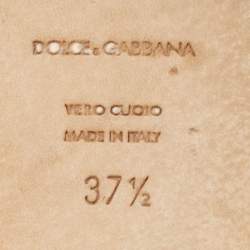 DOLCE & GABBANA
VERO CUOIO
MADE IN ITALY
37½